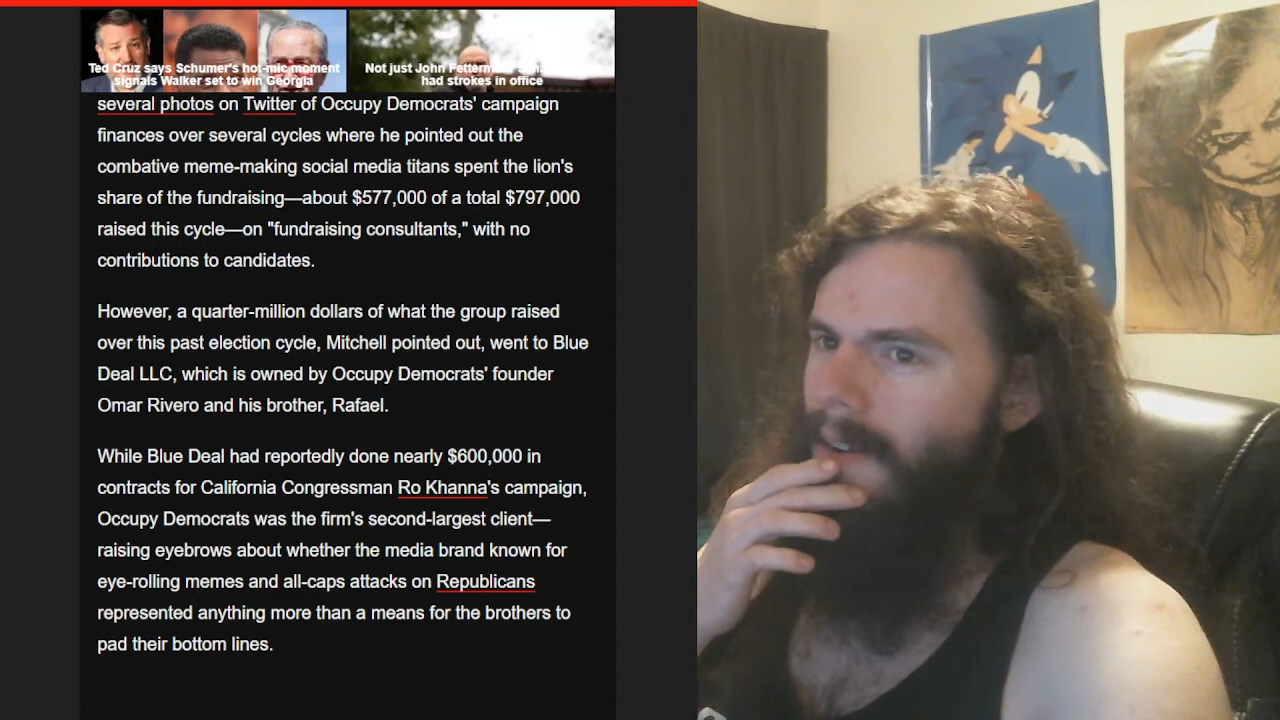 Ted Cruz says Schumer's hot-mic moment
signals Walker set to win Georgia
Not just John Fetterman
had strokes in office
several photos on Twitter of Occupy Democrats' campaign
finances over several cycles where he pointed out the
combative meme-making social media titans spent the lion's
share of the fundraising—about $577,000 of a total $797,000
raised this cycle—on "fundraising consultants," with no
contributions to candidates.
However, a quarter-million dollars of what the group raised
over this past election cycle, Mitchell pointed out, went to Blue
Deal LLC, which is owned by Occupy Democrats' founder
Omar Rivero and his brother, Rafael.
While Blue Deal had reportedly done nearly $600,000 in
contracts for California Congressman Ro Khanna's campaign,
Occupy Democrats was the firm's second-largest client—
raising eyebrows about whether the media brand known for
eye-rolling memes and all-caps attacks on Republicans
represented anything more than a means for the brothers to
pad their bottom lines.